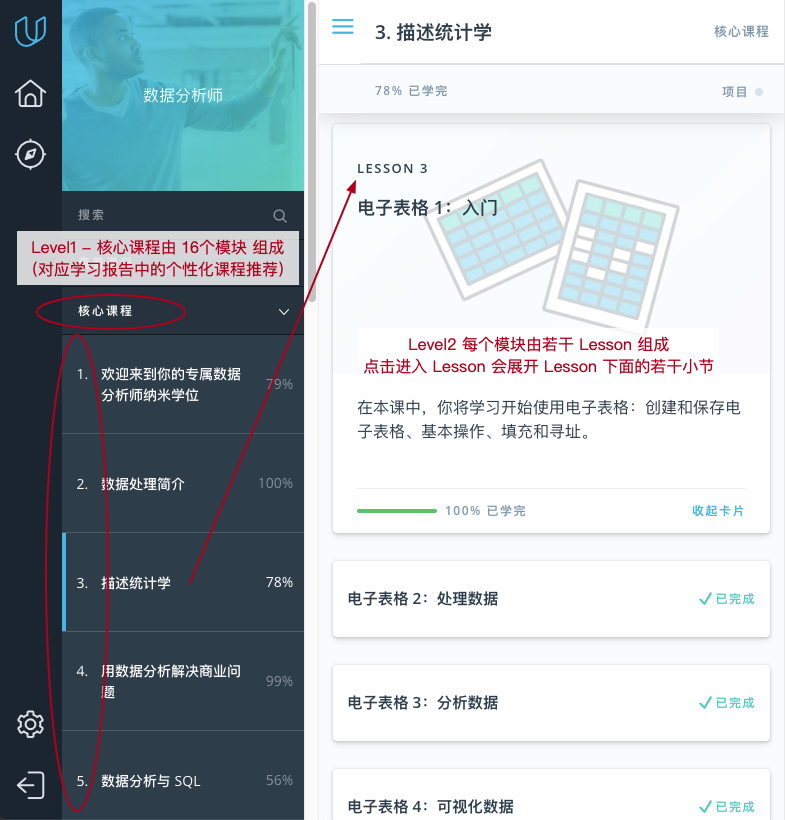 数据分析师
搜索
Level1 – 核心课程由 16个模块 组成
(对应学习报告中的个性化课程推荐)
核心课程
1. 欢迎来到你的专属数据
分析师纳米学位
79%
2. 数据处理简介
100%
3. 描述统计学
78%
4. 用数据分析解决商业问
题
99%
5. 数据分析与 SQL
56%
3. 描述统计学
核心课程
78% 已学完
项目
LESSON 3
电子表格 1：入门
Level2 每个模块由若干 Lesson 组成
点击进入 Lesson 会展开 Lesson 下面的若干小节
在本课中，你将学习开始使用电子表格：创建和保存电
子表格、基本操作、填充和寻址。
100% 已学完
收起卡片
电子表格 2：处理数据
已完成
电子表格 3：分析数据
已完成
电子表格 4：可视化数据
已完成